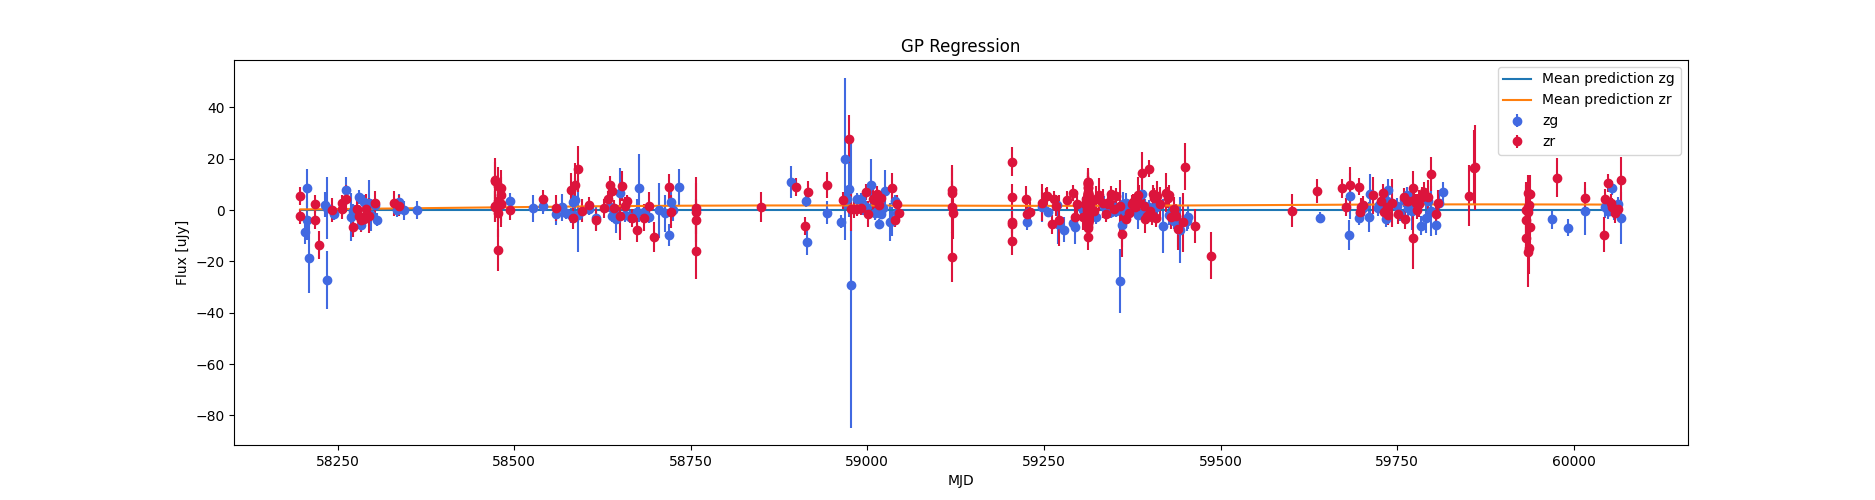 GP Regression
Mean prediction zg
Mean prediction zr
zg
zr
Flux [uJy]
40
20
0
−20
−40
−60
−80
58250
58500
58750
59000
59250
59500
59750
60000
MJD